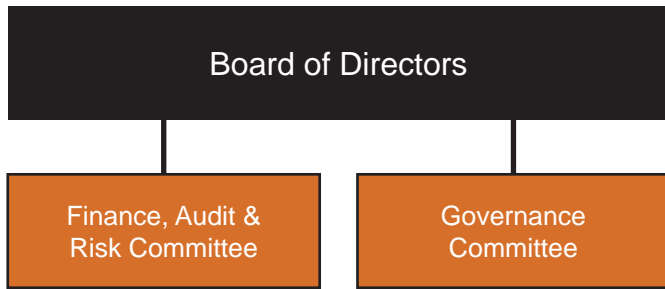 Board of Directors
Finance, Audit &
Risk Committee
Governance
Committee